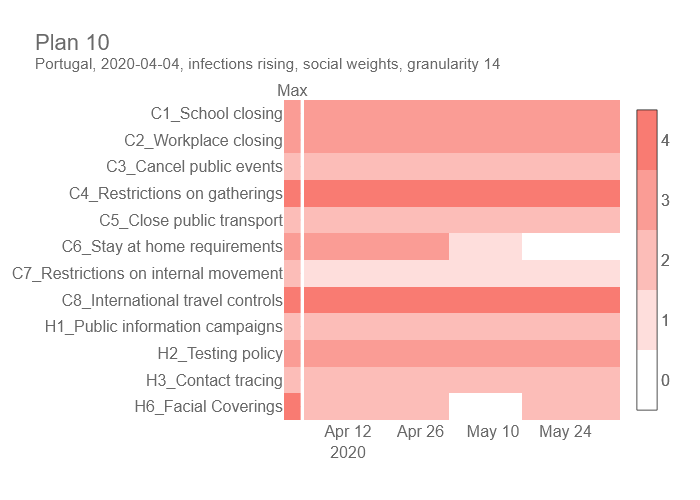 Plan 10
Portugal, 2020-04-04, infections rising, social weights, granularity 14
Max
C1_School closing
C2_Workplace closing
C3_Cancel public events
C4_Restrictions on gatherings
C5_Close public transport
C6_Stay at home requirements
C7_Restrictions on internal movement
C8_International travel controls
H1_Public information campaigns
H2_Testing policy
H3_Contact tracing
H6_Facial Coverings
Apr 12 Apr 26 May 10 May 24
2020
4
3
2
1
0